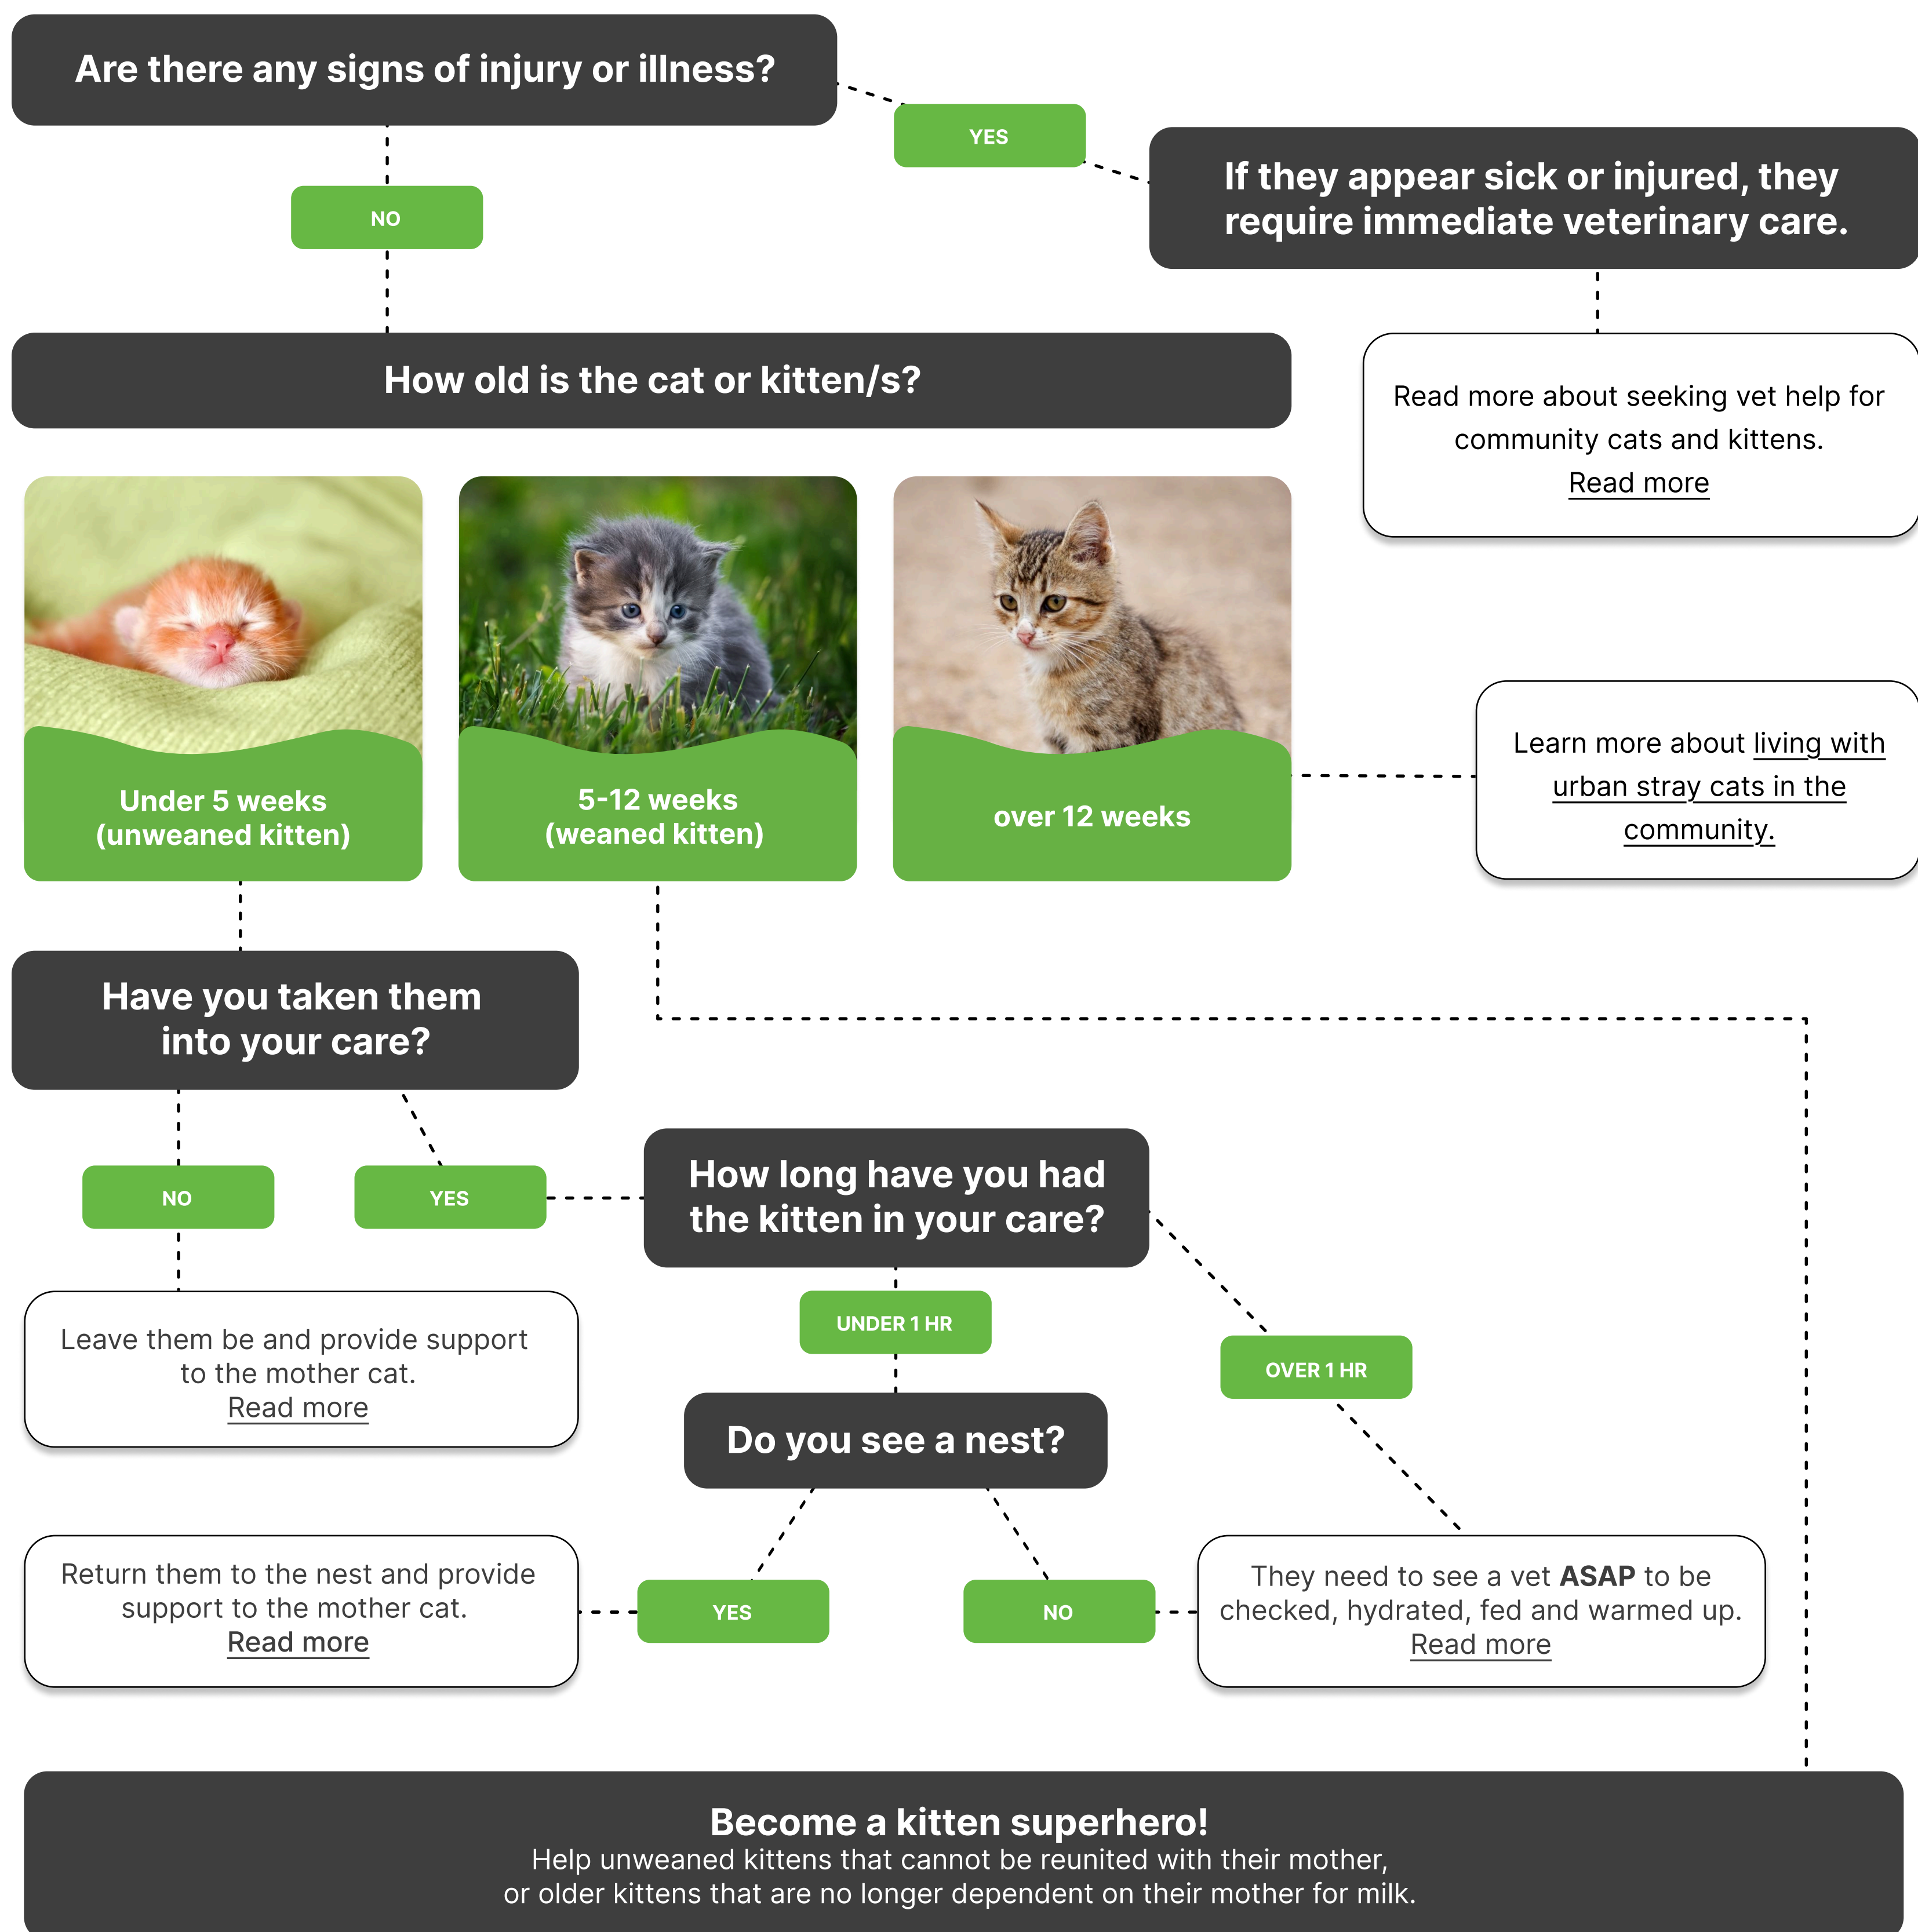 Are there any signs of injury or illness?
YES
If they appear sick or injured, they
require immediate veterinary care.
NO
How old is the cat or kitten/s?
Read more about seeking vet help for
community cats and kittens.
Read more
Under 5 weeks
(unweaned kitten)
5-12 weeks
(weaned kitten)
over 12 weeks
Learn more about living with
urban stray cats in the
community.
Have you taken them
into your care?
NO
YES
How long have you had
the kitten in your care?
UNDER 1 HR
OVER 1 HR
Leave them be and provide support
to the mother cat.
Read more
Do you see a nest?
Return them to the nest and provide
support to the mother cat.
Read more
YES
NO
They need to see a vet ASAP to be
checked, hydrated, fed and warmed up.
Read more
Become a kitten superhero!
Help unweaned kittens that cannot be reunited with their mother,
or older kittens that are no longer dependent on their mother for milk.